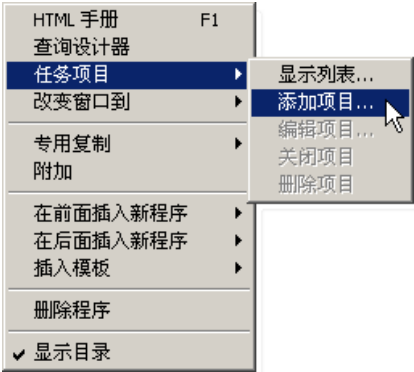 HTML 手册 F1
查询设计器
任务项目
改变窗口到
专用复制
附加
在前面插入新程序
在后面插入新程序
插入模板
删除程序
显示目录
显示列表...
添加项目...
编辑项目...
关闭项目
删除项目